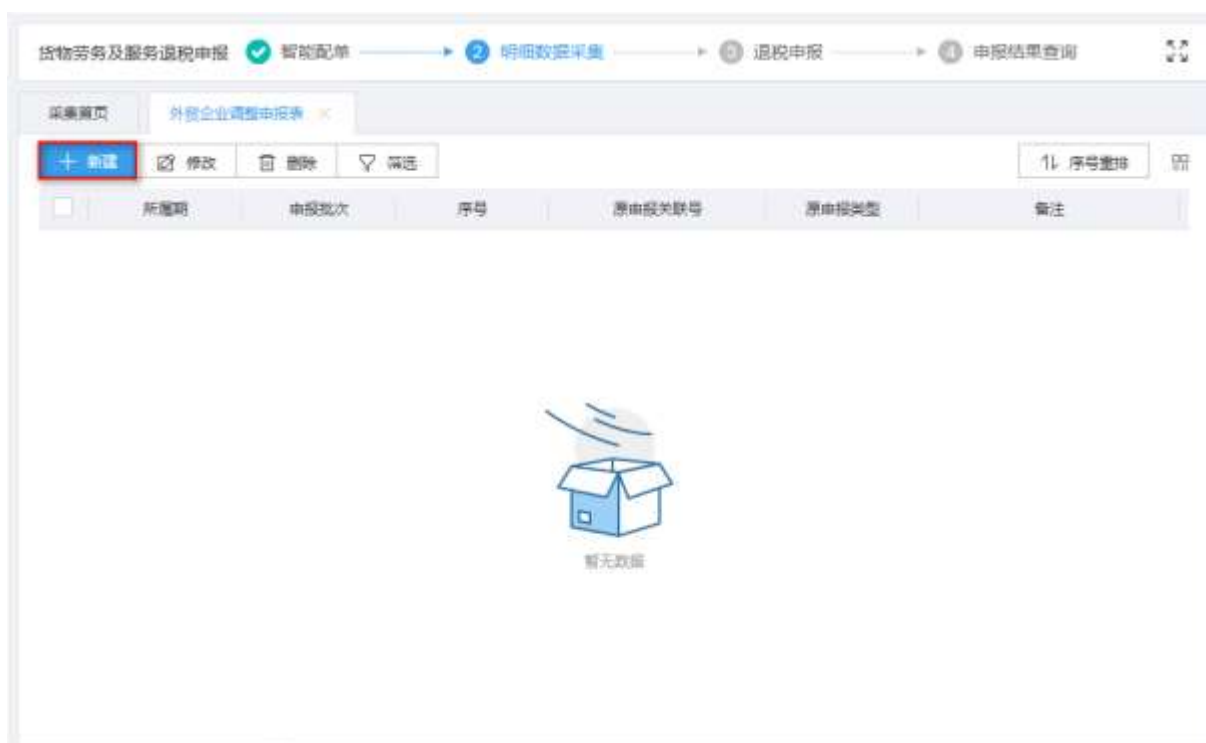 货物劳务及服务退税申报 智能配单 2 明细数据采集 3 退税申报 4 申报结果查询
采集首页 外贸企业调整申报表 ×
新建 修改 删除 筛选 序号重排
所属期 申报批次 序号 原申报关联号 原申报类型 备注
暂无数据